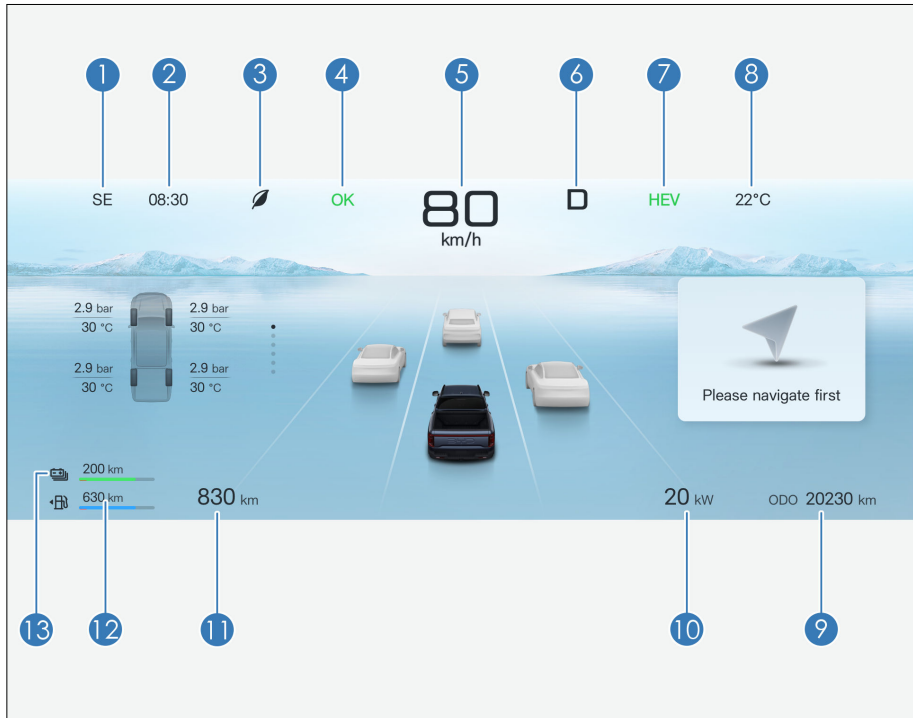 1 2 3 4 5 6 7 8
SE 08:30 OK 80 D HEV 22°C
km/h
2.9 bar 2.9 bar
30 °C 30 °C
2.9 bar 2.9 bar
30 °C 30 °C
Please navigate first
200 km
630 km 830 km 20 kW ODO 20230 km
13 12 11 10 9